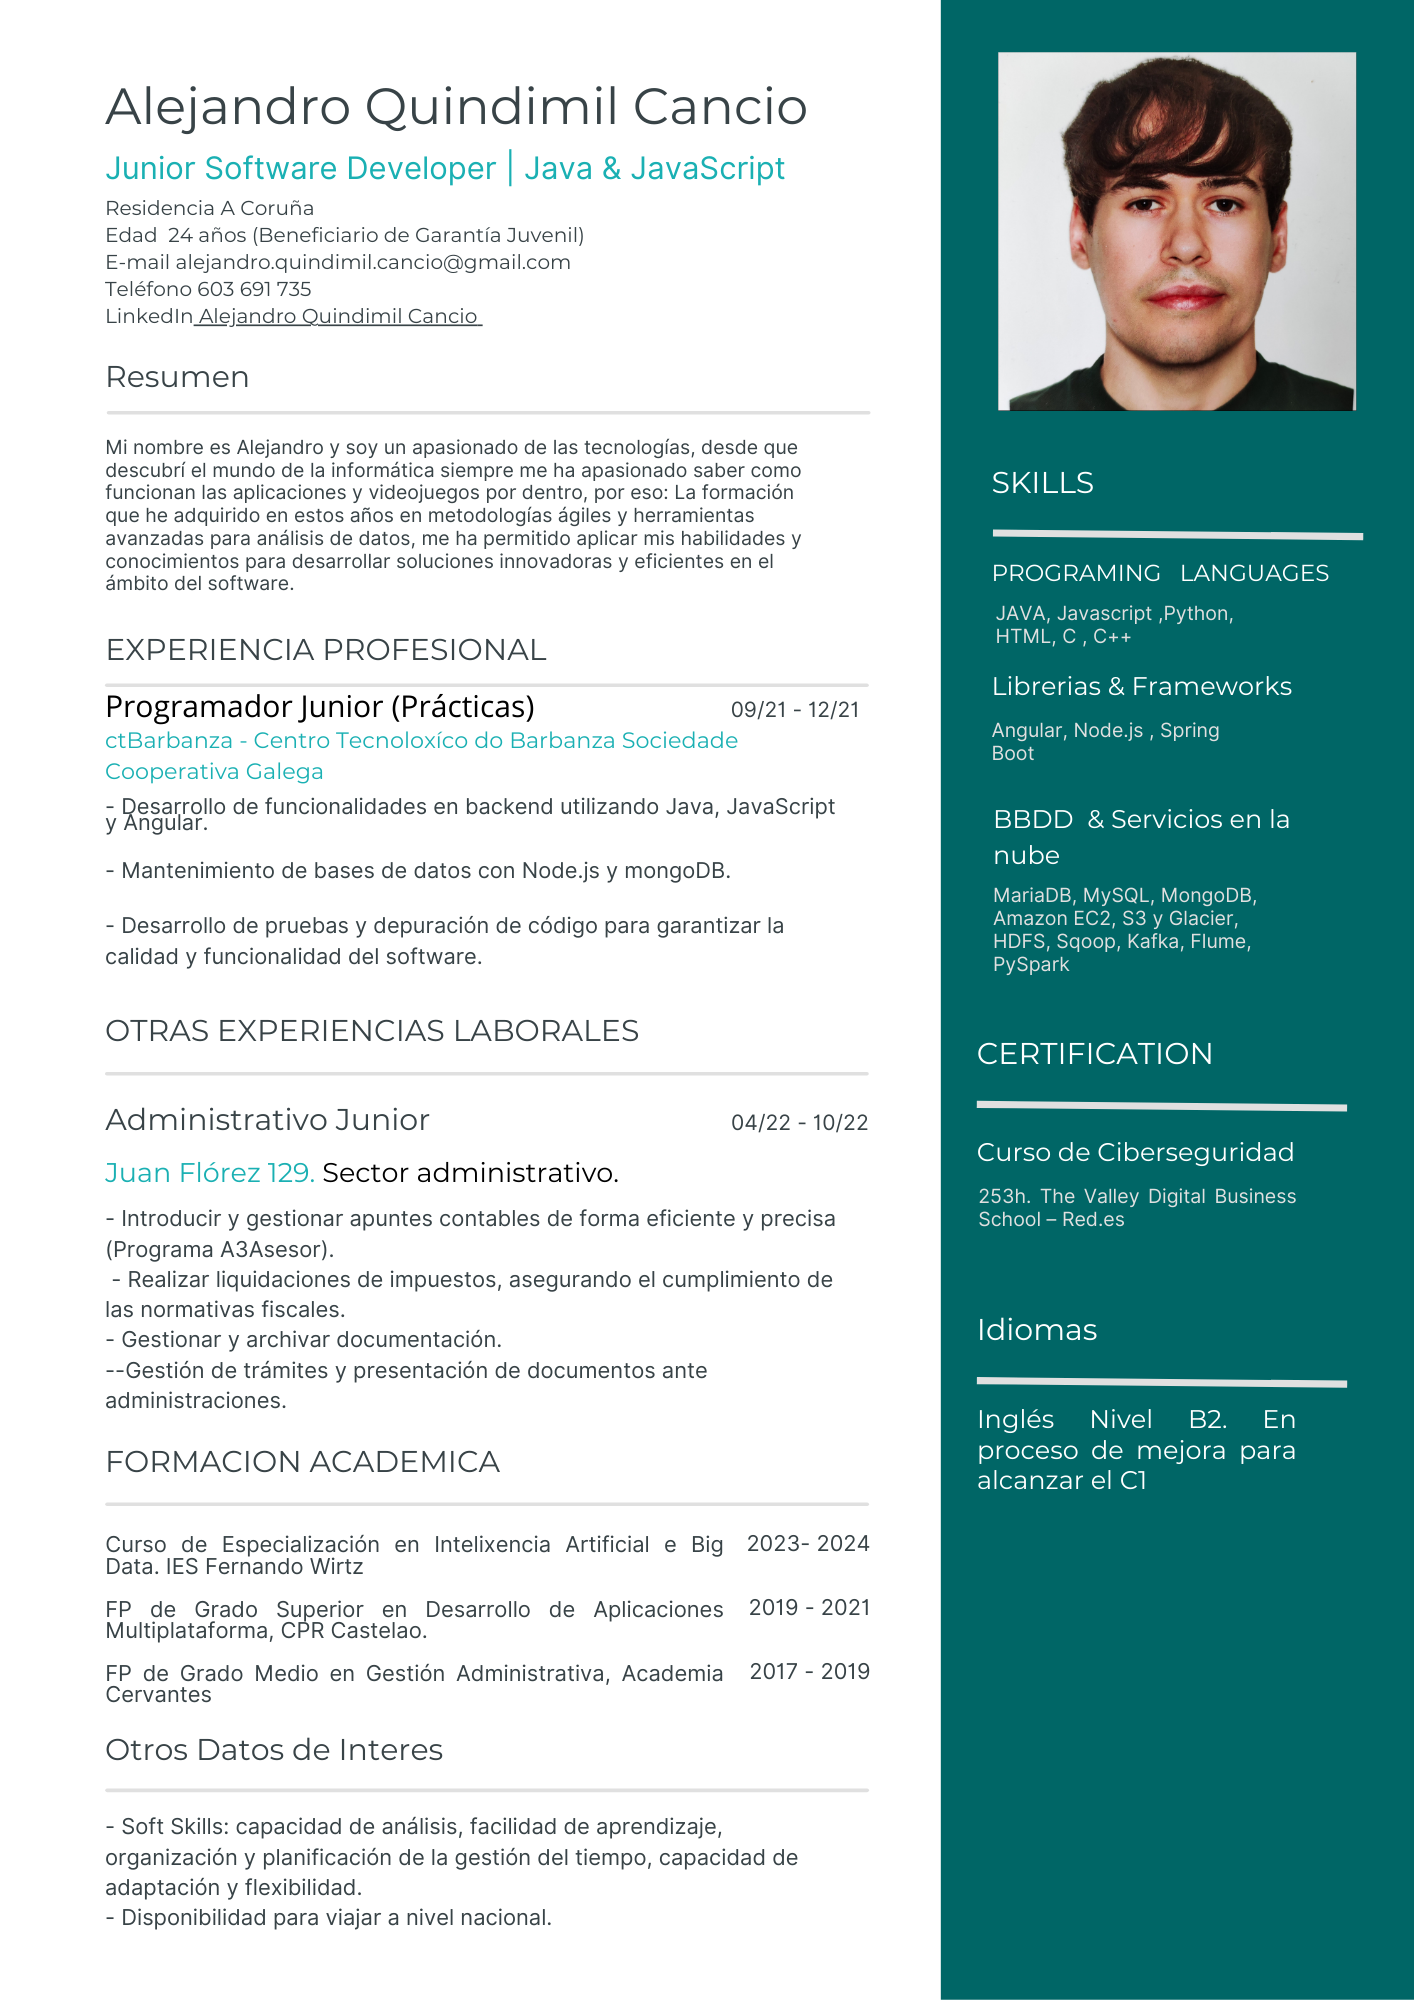 Alejandro Quindimil Cancio
Junior Software Developer | Java & JavaScript
Residencia A Coruña
Edad  24 años (Beneficiario de Garantía Juvenil)
E-mail alejandro.quindimil.cancio@gmail.com
Teléfono 603 691 735
LinkedIn Alejandro Quindimil Cancio
Resumen
Mi nombre es Alejandro y soy un apasionado de las tecnologías, desde que
descubrí el mundo de la informática siempre me ha apasionado saber como
funcionan las aplicaciones y videojuegos por dentro, por eso: La formación
que he adquirido en estos años en metodologías ágiles y herramientas
avanzadas para análisis de datos, me ha permitido aplicar mis habilidades y
conocimientos para desarrollar soluciones innovadoras y eficientes en el
ámbito del software.
EXPERIENCIA PROFESIONAL
Programador Junior (Prácticas) 09/21 - 12/21
ctBarbanza - Centro Tecnoloxíco do Barbanza Sociedade
Cooperativa Galega
- Desarrollo de funcionalidades en backend utilizando Java, JavaScript
y Angular.
- Mantenimiento de bases de datos con Node.js y mongoDB.
- Desarrollo de pruebas y depuración de código para garantizar la
calidad y funcionalidad del software.
OTRAS EXPERIENCIAS LABORALES
Administrativo Junior 04/22 - 10/22
Juan Flórez 129. Sector administrativo.
- Introducir y gestionar apuntes contables de forma eficiente y precisa
(Programa A3Asesor).
- Realizar liquidaciones de impuestos, asegurando el cumplimiento de
las normativas fiscales.
- Gestionar y archivar documentación.
--Gestión de trámites y presentación de documentos ante
administraciones.
FORMACION ACADEMICA
Curso de Especialización en Intelixencia Artificial e Big 2023- 2024
Data. IES Fernando Wirtz
FP de Grado Superior en Desarrollo de Aplicaciones 2019 - 2021
Multiplataforma, CPR Castelao.
FP de Grado Medio en Gestión Administrativa, Academia 2017 - 2019
Cervantes
Otros Datos de Interes
- Soft Skills: capacidad de análisis, facilidad de aprendizaje,
organización y planificación de la gestión del tiempo, capacidad de
adaptación y flexibilidad.
- Disponibilidad para viajar a nivel nacional.
SKILLS
PROGRAMING LANGUAGES
JAVA, Javascript ,Python,
HTML, C , C++
Librerias & Frameworks
Angular, Node.js , Spring
Boot
BBDD  & Servicios en la
nube
MariaDB, MySQL, MongoDB,
Amazon EC2, S3 y Glacier,
HDFS, Sqoop, Kafka, Flume,
PySpark
CERTIFICATION
Curso de Ciberseguridad
253h. The Valley Digital Business
School – Red.es
Idiomas
Inglés Nivel B2. En
proceso de mejora para
alcanzar el C1